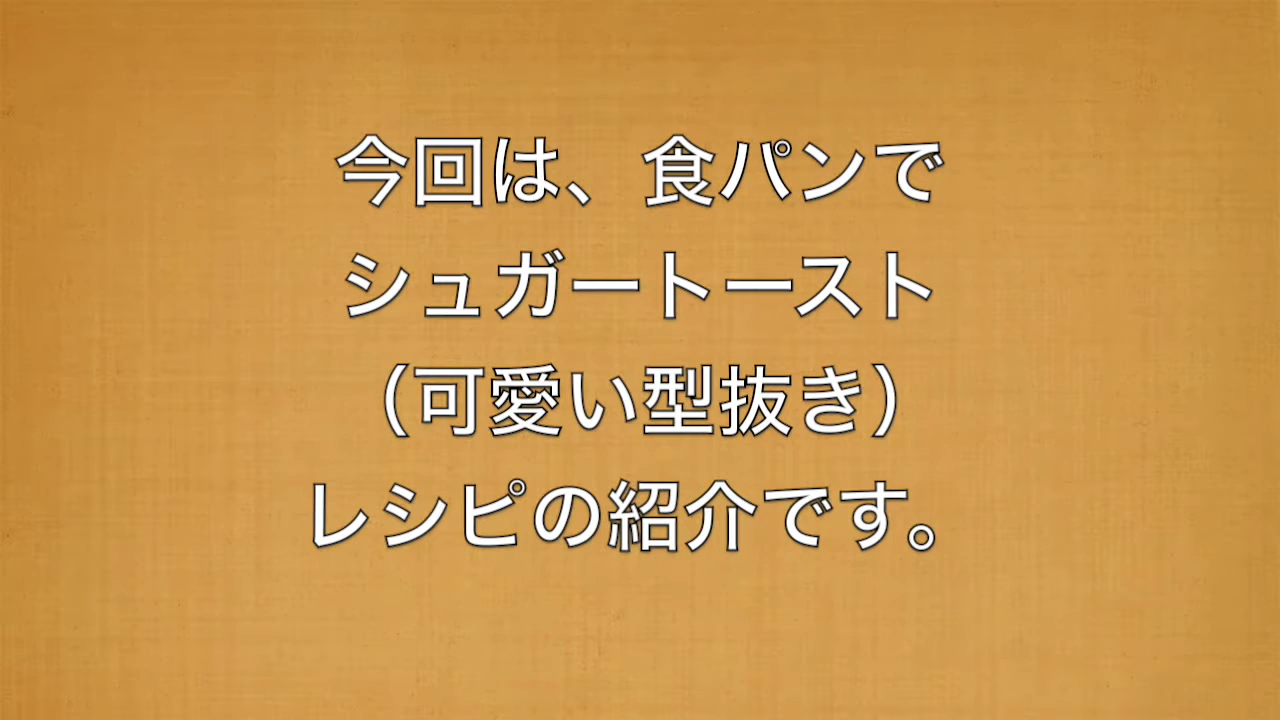 今回は、食パンで
シュガートースト
（可愛い型抜き）
レシピの紹介です。